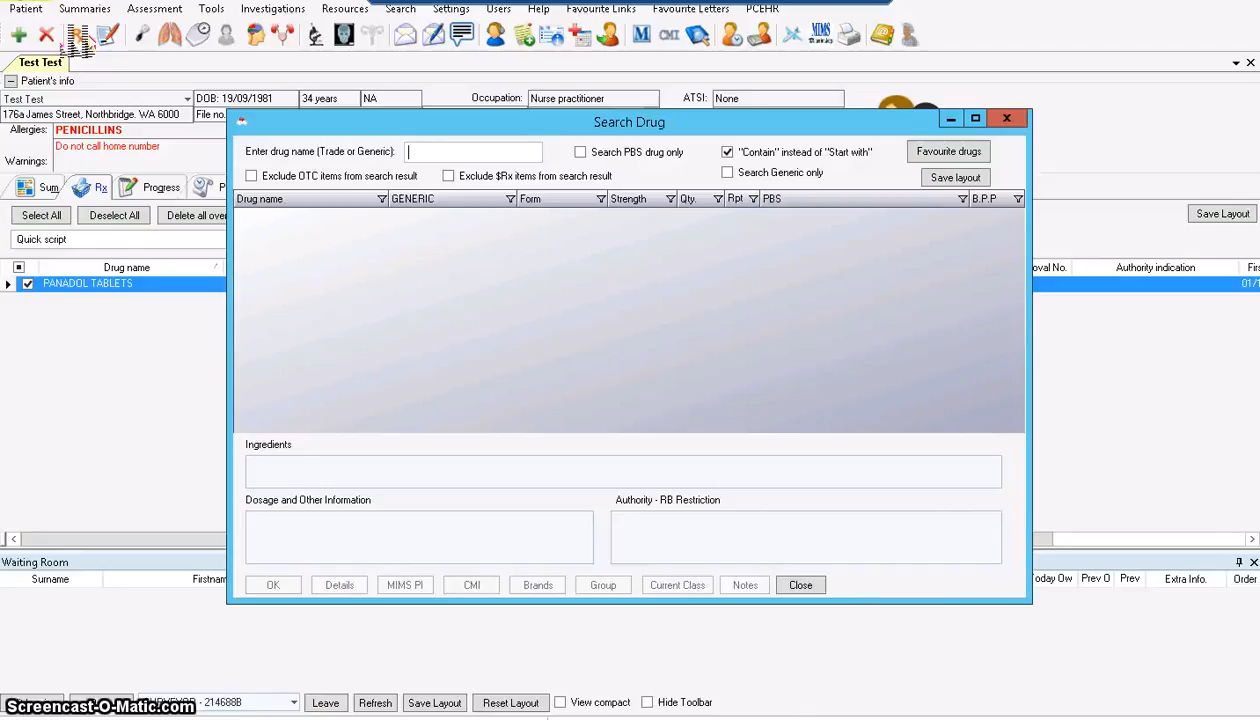 Patient Summaries Assessment Tools Investigations Resources Search Settings Users Help Favourite Links Favourite Letters PCEHR
Rx M CMI MIMS
Test Test
Patient's info
Test Test DOB: 19/09/1981 34 years NA Occupation: Nurse practitioner ATSI: None
176a James Street, Northbridge. WA 6000 File no.
Allergies: PENICILLINS
Do not call home number
Warnings:
Sum Rx Progress P
Select All Deselect All Delete all over Save Layout
Quick script
Drug name oval No. Authority indication Firs
PANADOL TABLETS 01/1
Search Drug
Enter drug name (Trade or Generic): Search PBS drug only "Contain" instead of "Start with" Favourite drugs
Exclude OTC items from search result Exclude $Rx items from search result Search Generic only Save layout
Drug name GENERIC Form Strength Qty. Rpt PBS B.P.P
Ingredients
Dosage and Other Information Authority - RB Restriction
OK Details MIMS PI CMI Brands Group Current Class Notes Close
Waiting Room
Surname Firstnam oday Ow Prev O Prev Extra Info. Order
SURVEYOR - 214688B Leave Refresh Save Layout Reset Layout View compact Hide Toolbar
Screencast-O-Matic.com